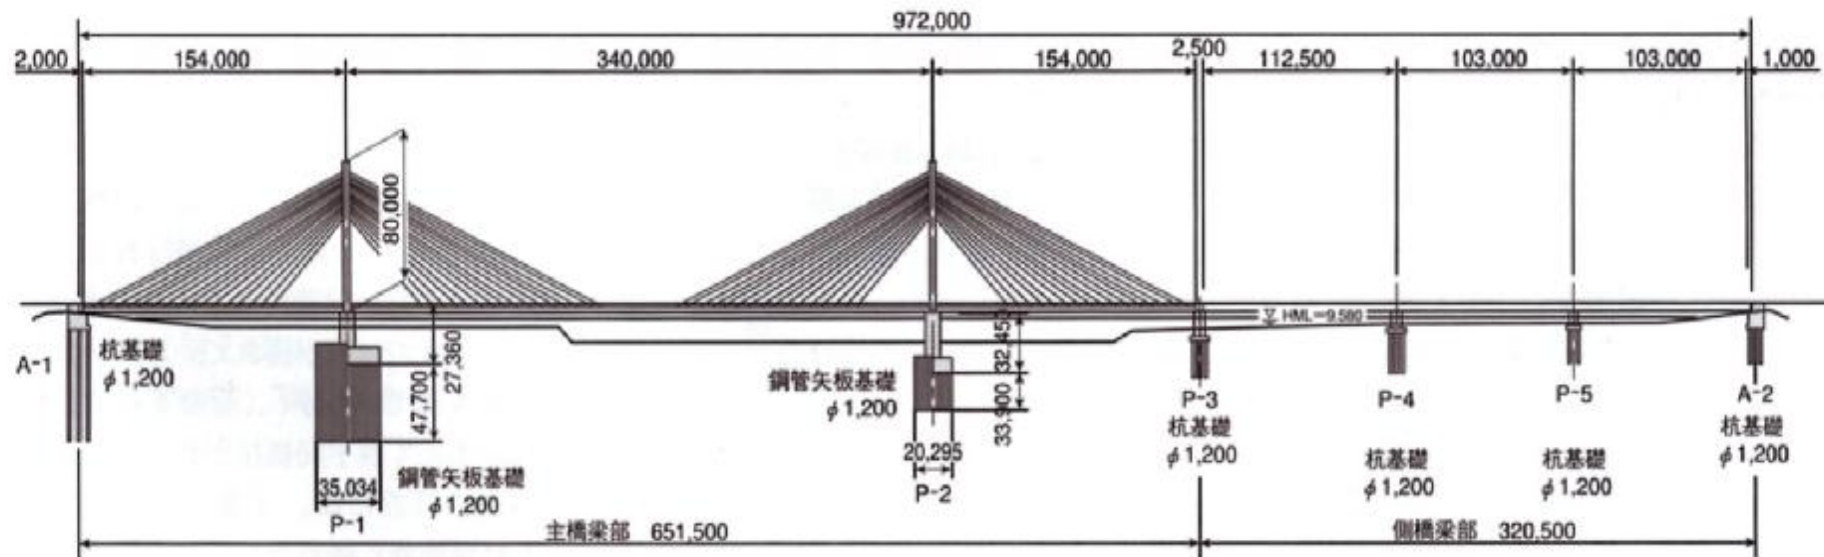 972,000
2,000 154,000 340,000 154,000 2,500 112,500 103,000 103,000 1,000
80,000
HML=9.580
A-1
杭基礎
φ1,200
27,360
47,700
鋼管矢板基礎
φ1,200
35,034
P-1
鋼管矢板基礎
φ1,200
33,900
20,295
P-2
P-3
杭基礎
φ1,200
P-4
杭基礎
φ1,200
P-5
杭基礎
φ1,200
A-2
杭基礎
φ1,200
主橋梁部 651,500
側橋梁部 320,500